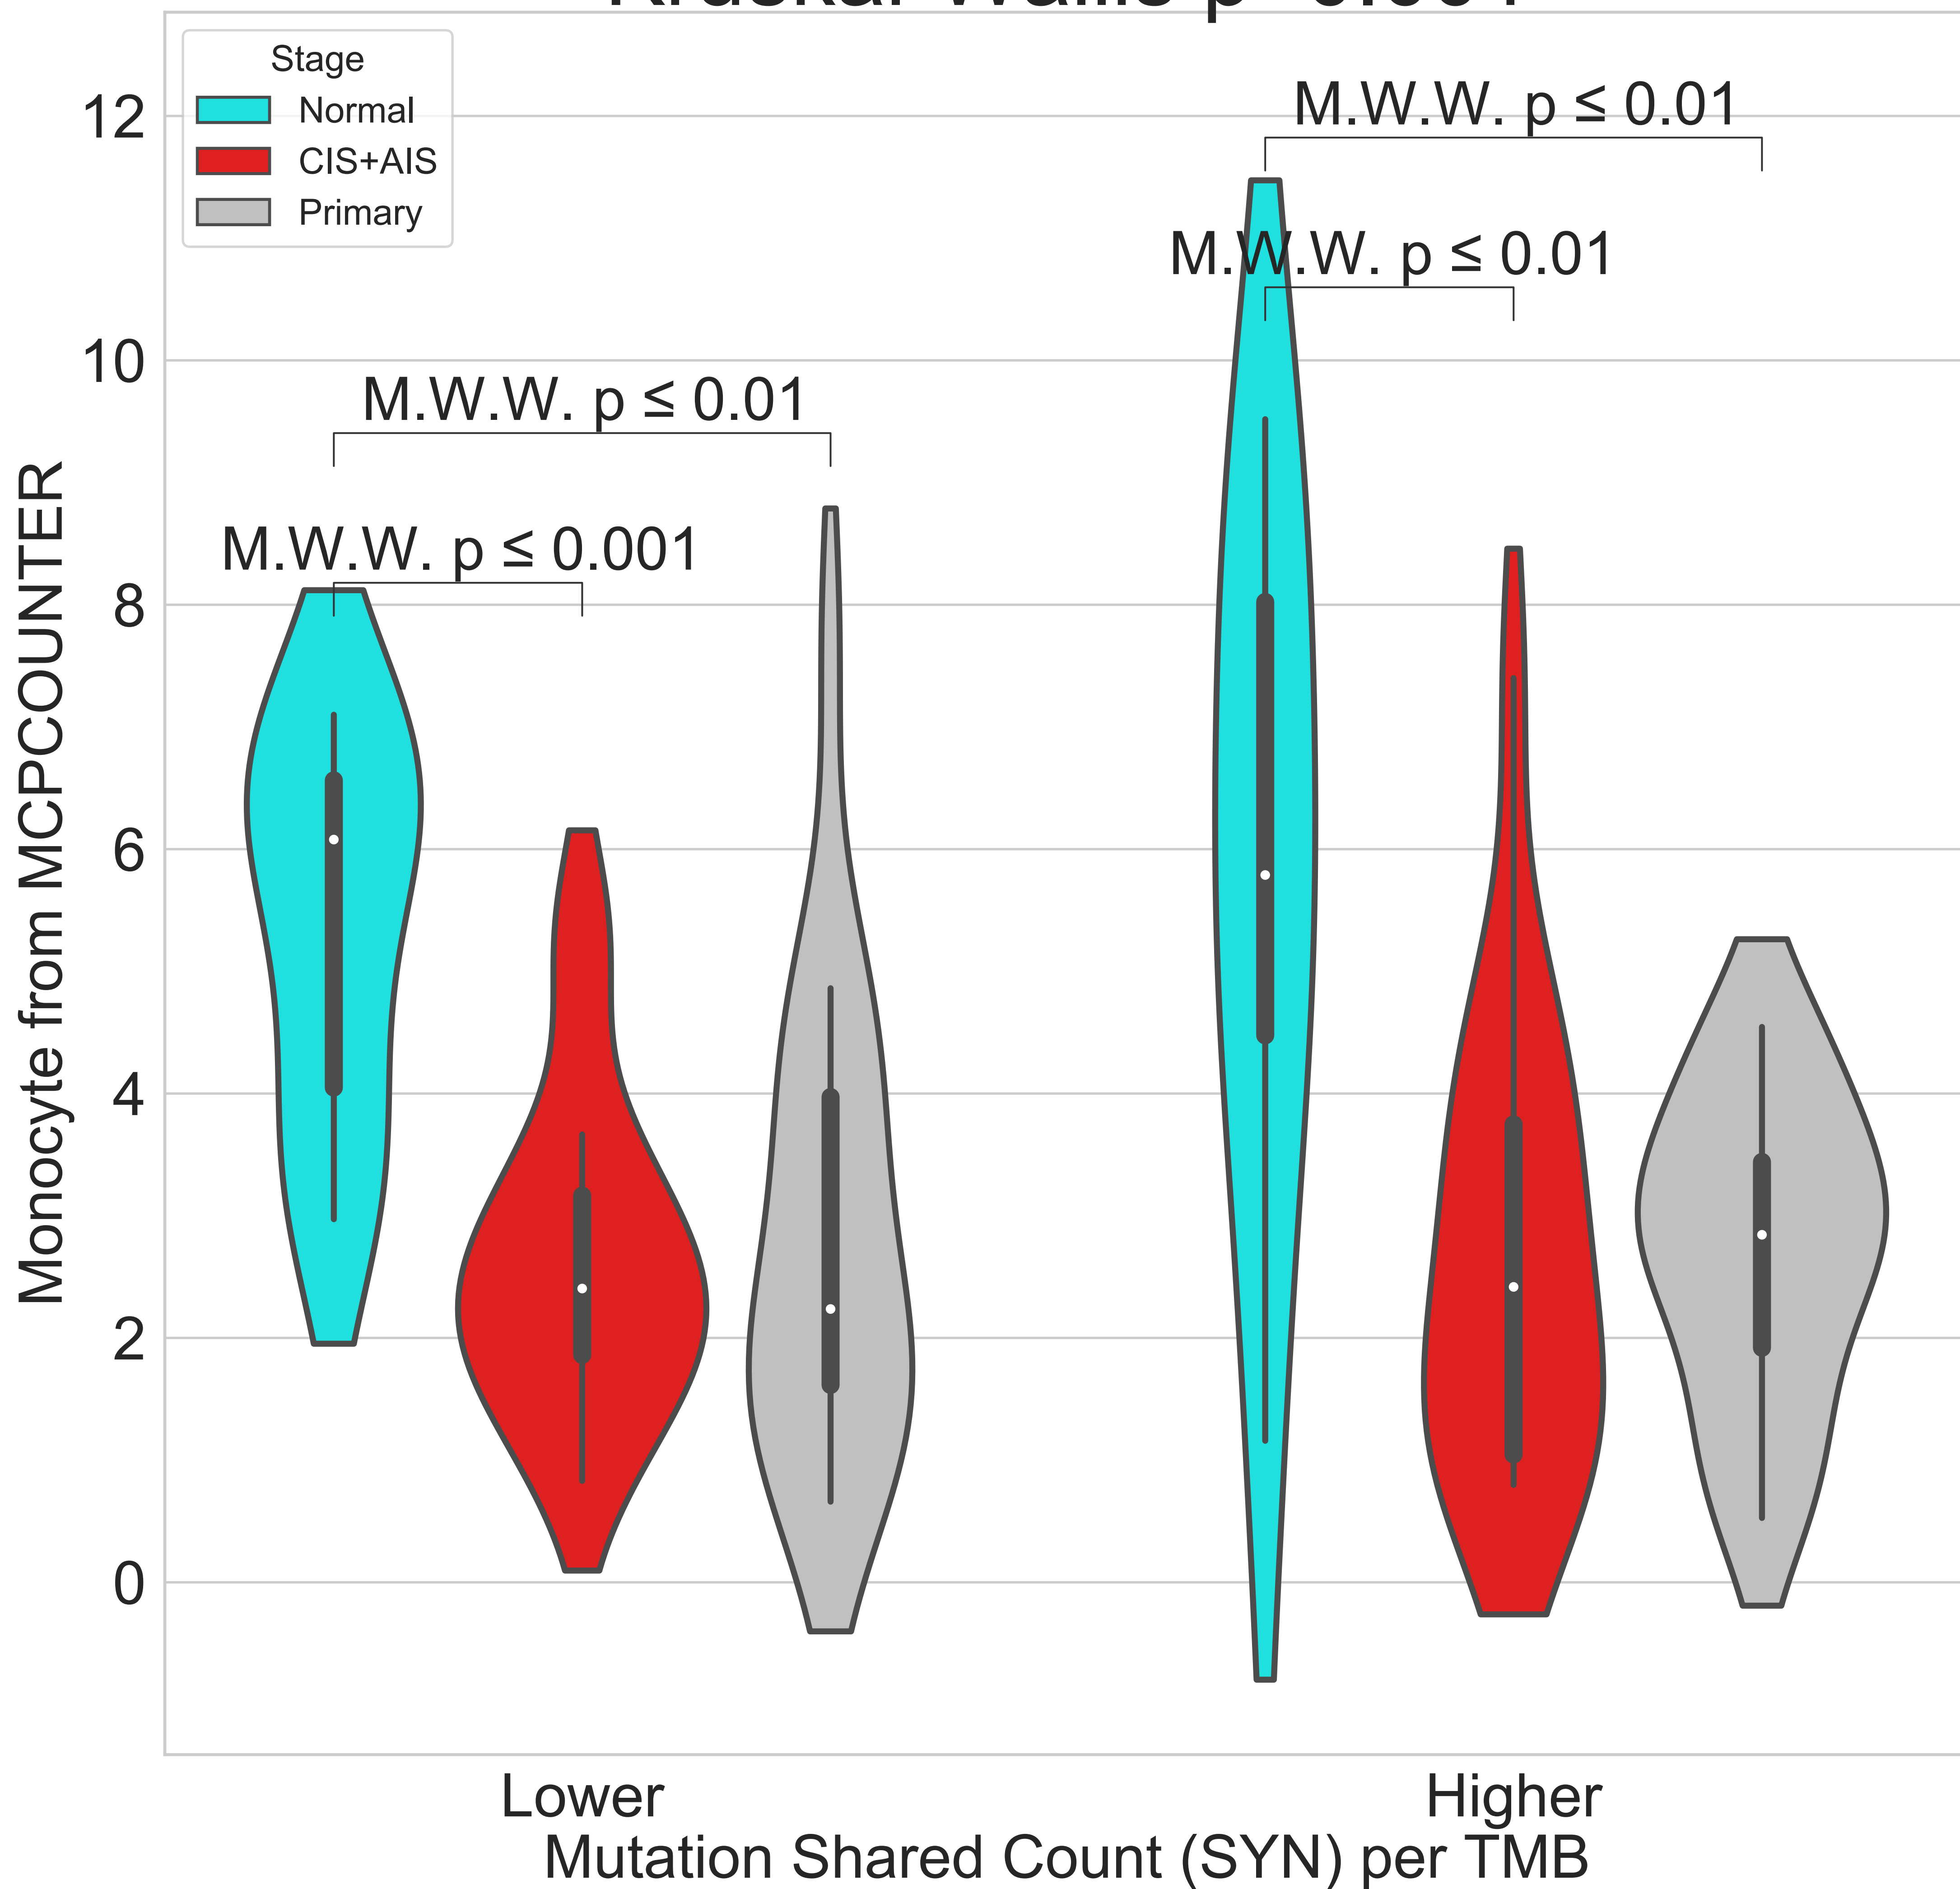 Stage
Normal
CIS+AIS
Primary
M.W.W. p ≤ 0.01
M.W.W. p ≤ 0.01
M.W.W. p ≤ 0.01
M.W.W. p ≤ 0.001
12
10
8
6
4
2
0
Monocyte from MCPCOUNTER
Lower
Higher
Mutation Shared Count (SYN) per TMB